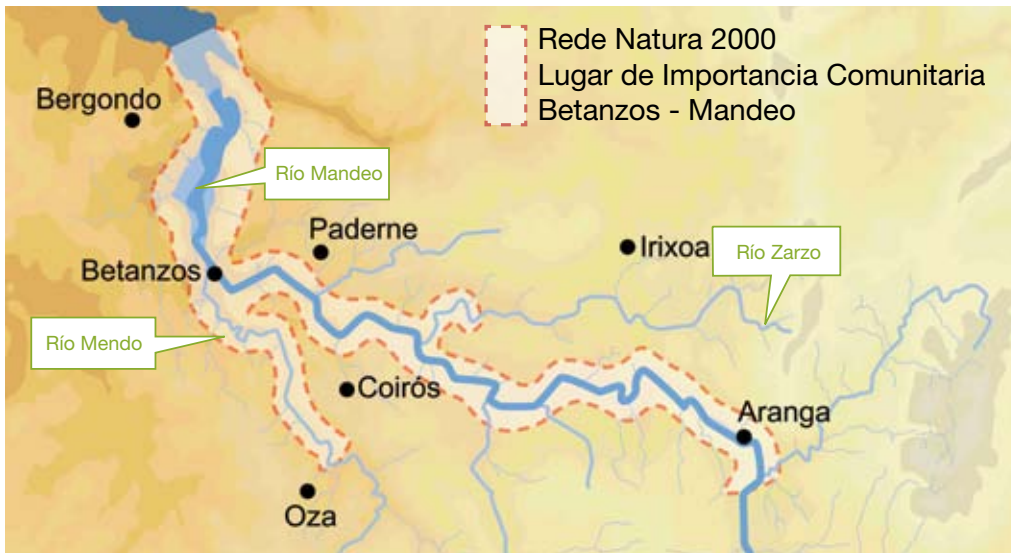 Rede Natura 2000
Lugar de Importancia Comunitaria
Betanzos - Mandeo
Bergondo
Río Mandeo
Paderne
Irixoa
Río Zarzo
Betanzos
Río Mendo
Coirós
Aranga
Oza